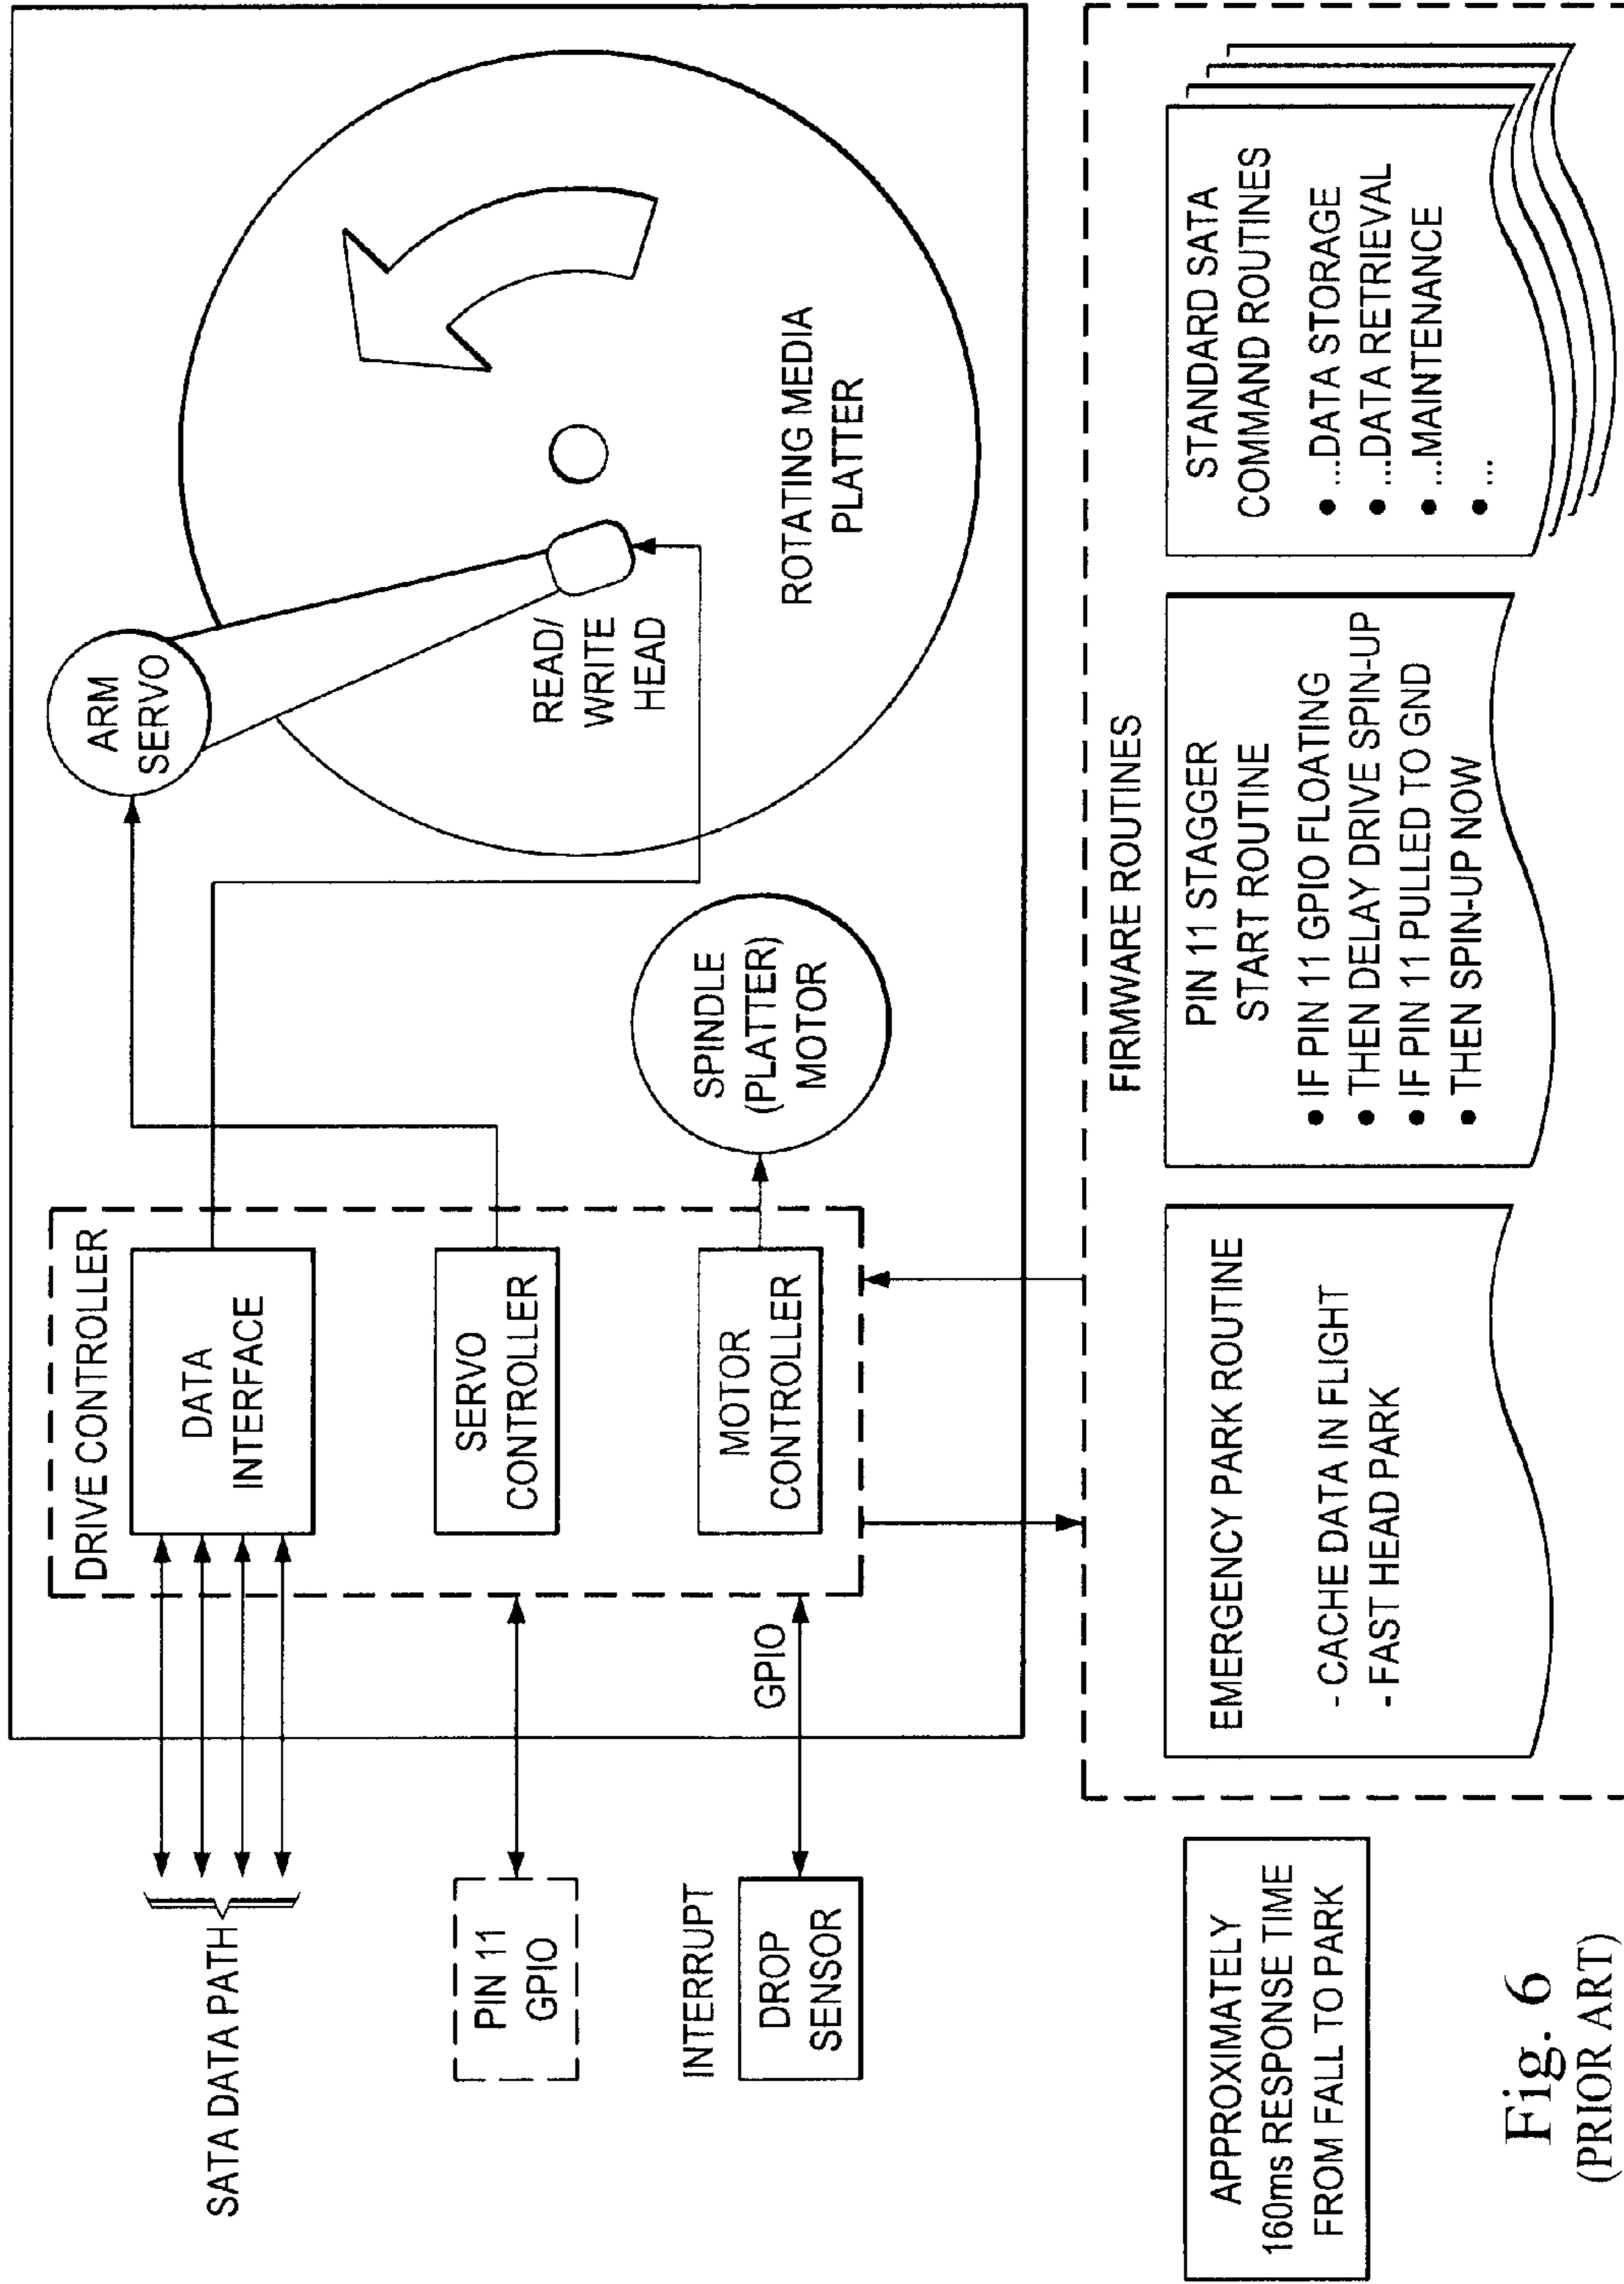 SATA DATA PATH
PIN 11
GPIO
INTERRUPT
DROP
SENSOR
GPIO
DRIVE CONTROLLER
DATA
INTERFACE
SERVO
CONTROLLER
MOTOR
CONTROLLER
SPINDLE
(PLATTER)
MOTOR
ARM
SERVO
READ/
WRITE
HEAD
ROTATING MEDIA
PLATTER
FIRMWARE ROUTINES
EMERGENCY PARK ROUTINE
- CACHE DATA IN FLIGHT
- FAST HEAD PARK
PIN 11 STAGGER
START ROUTINE
• IF PIN 11 GPIO FLOATING
• THEN DELAY DRIVE SPIN-UP
• IF PIN 11 PULLED TO GND
• THEN SPIN-UP NOW
STANDARD SATA
COMMAND ROUTINES
• ...DATA STORAGE
• ...DATA RETRIEVAL
• ...MAINTENANCE
• ...
APPROXIMATELY
160ms RESPONSE TIME
FROM FALL TO PARK
Fig. 6
(PRIOR ART)